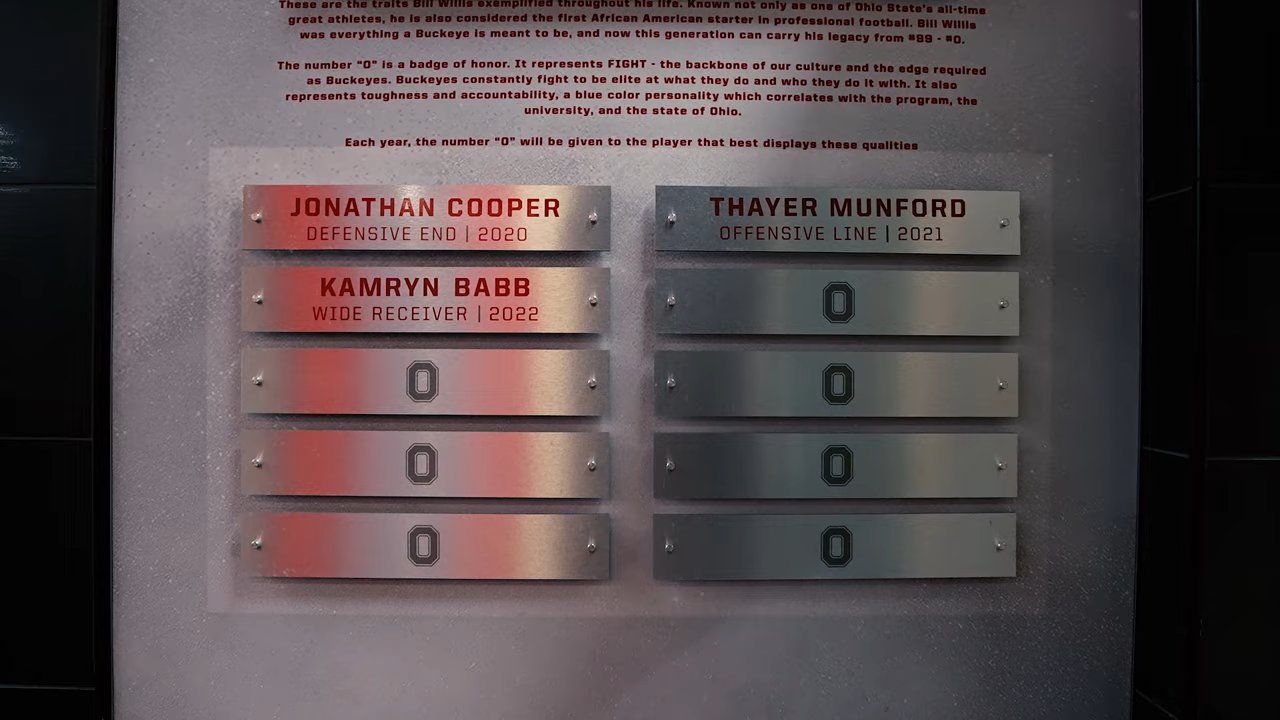 These are the traits Bill Willis exemplified throughout his life. Known not only as one of Ohio State's all-time
great athletes, he is also considered the first African American starter in professional football. Bill Willis
was everything a Buckeye is meant to be, and now this generation can carry his legacy from #99 - #0.
The number "0" is a badge of honor. It represents FIGHT - the backbone of our culture and the edge required
as Buckeyes. Buckeyes constantly fight to be elite at what they do and who they do it with. It also
represents toughness and accountability, a blue color personality which correlates with the program, the
university, and the state of Ohio.
Each year, the number "0" will be given to the player that best displays these qualities
JONATHAN COOPER
DEFENSIVE END | 2020
THAYER MUNFORD
OFFENSIVE LINE | 2021
KAMRYN BABB
WIDE RECEIVER | 2022
0
0
0
0
0
0
0